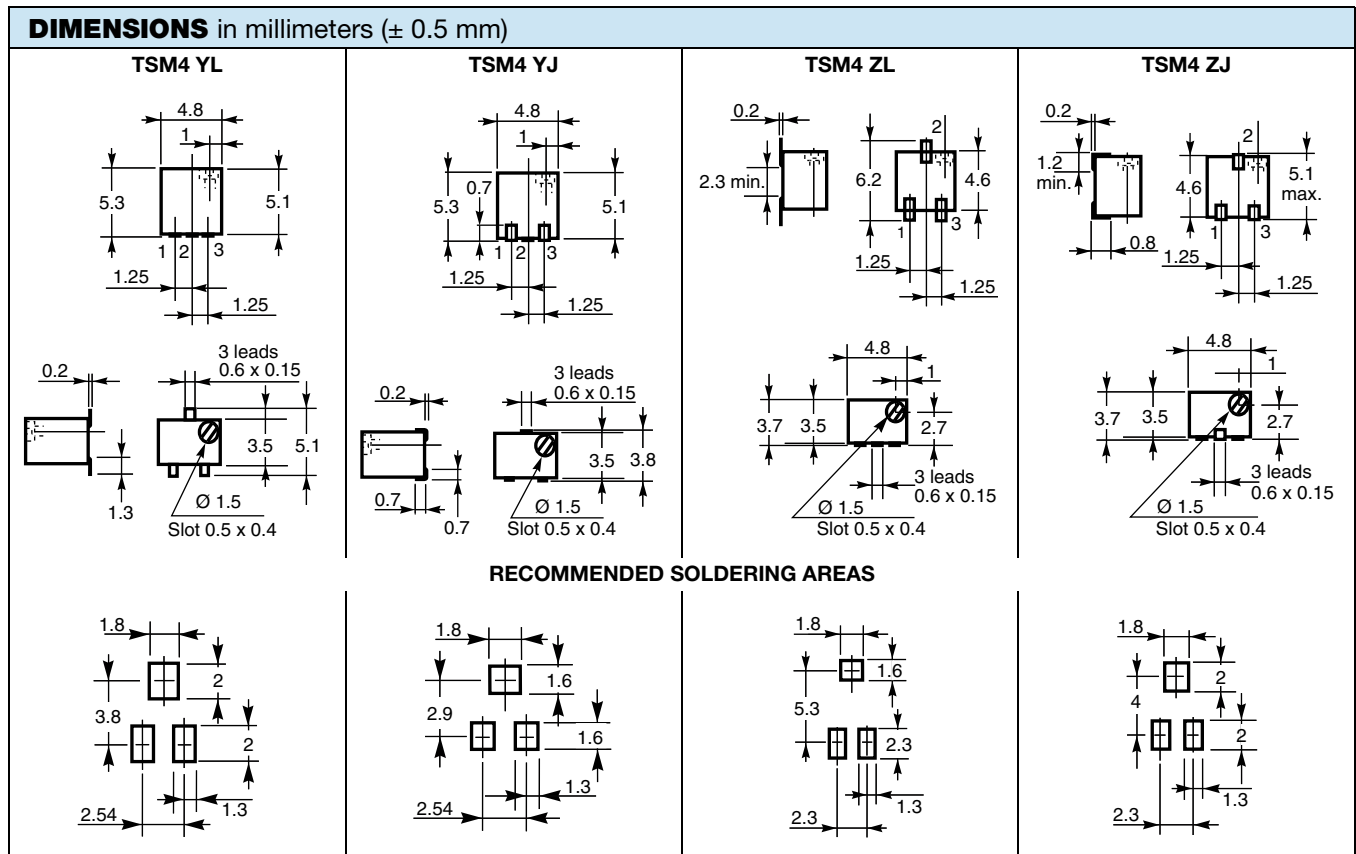 DIMENSIONS in millimeters (± 0.5 mm)
TSM4 YL
4.8
1
5.3
5.1
1 2 3
1.25
1.25
0.2
3 leads
0.6 x 0.15
3.5
5.1
1.3
Ø 1.5
Slot 0.5 x 0.4
TSM4 YJ
4.8
1
0.7
5.3
5.1
1 2 3
1.25
1.25
0.2
3 leads
0.6 x 0.15
3.5
3.8
0.7
0.7
Ø 1.5
Slot 0.5 x 0.4
TSM4 ZL
0.2
2
2.3 min.
6.2
4.6
1
3
1.25
1.25
4.8
1
3.7
3.5
2.7
3 leads
0.6 x 0.15
Ø 1.5
Slot 0.5 x 0.4
TSM4 ZJ
0.2
2
1.2
min.
4.6
5.1
max.
1
3
0.8
1.25
1.25
4.8
1
3.7
3.5
2.7
3 leads
0.6 x 0.15
Ø 1.5
Slot 0.5 x 0.4
RECOMMENDED SOLDERING AREAS
1.8
2
3.8
2
1.3
2.54
1.8
1.6
2.9
1.6
1.3
2.54
1.8
1.6
5.3
2.3
1.3
2.3
1.8
2
4
2
1.3
2.3